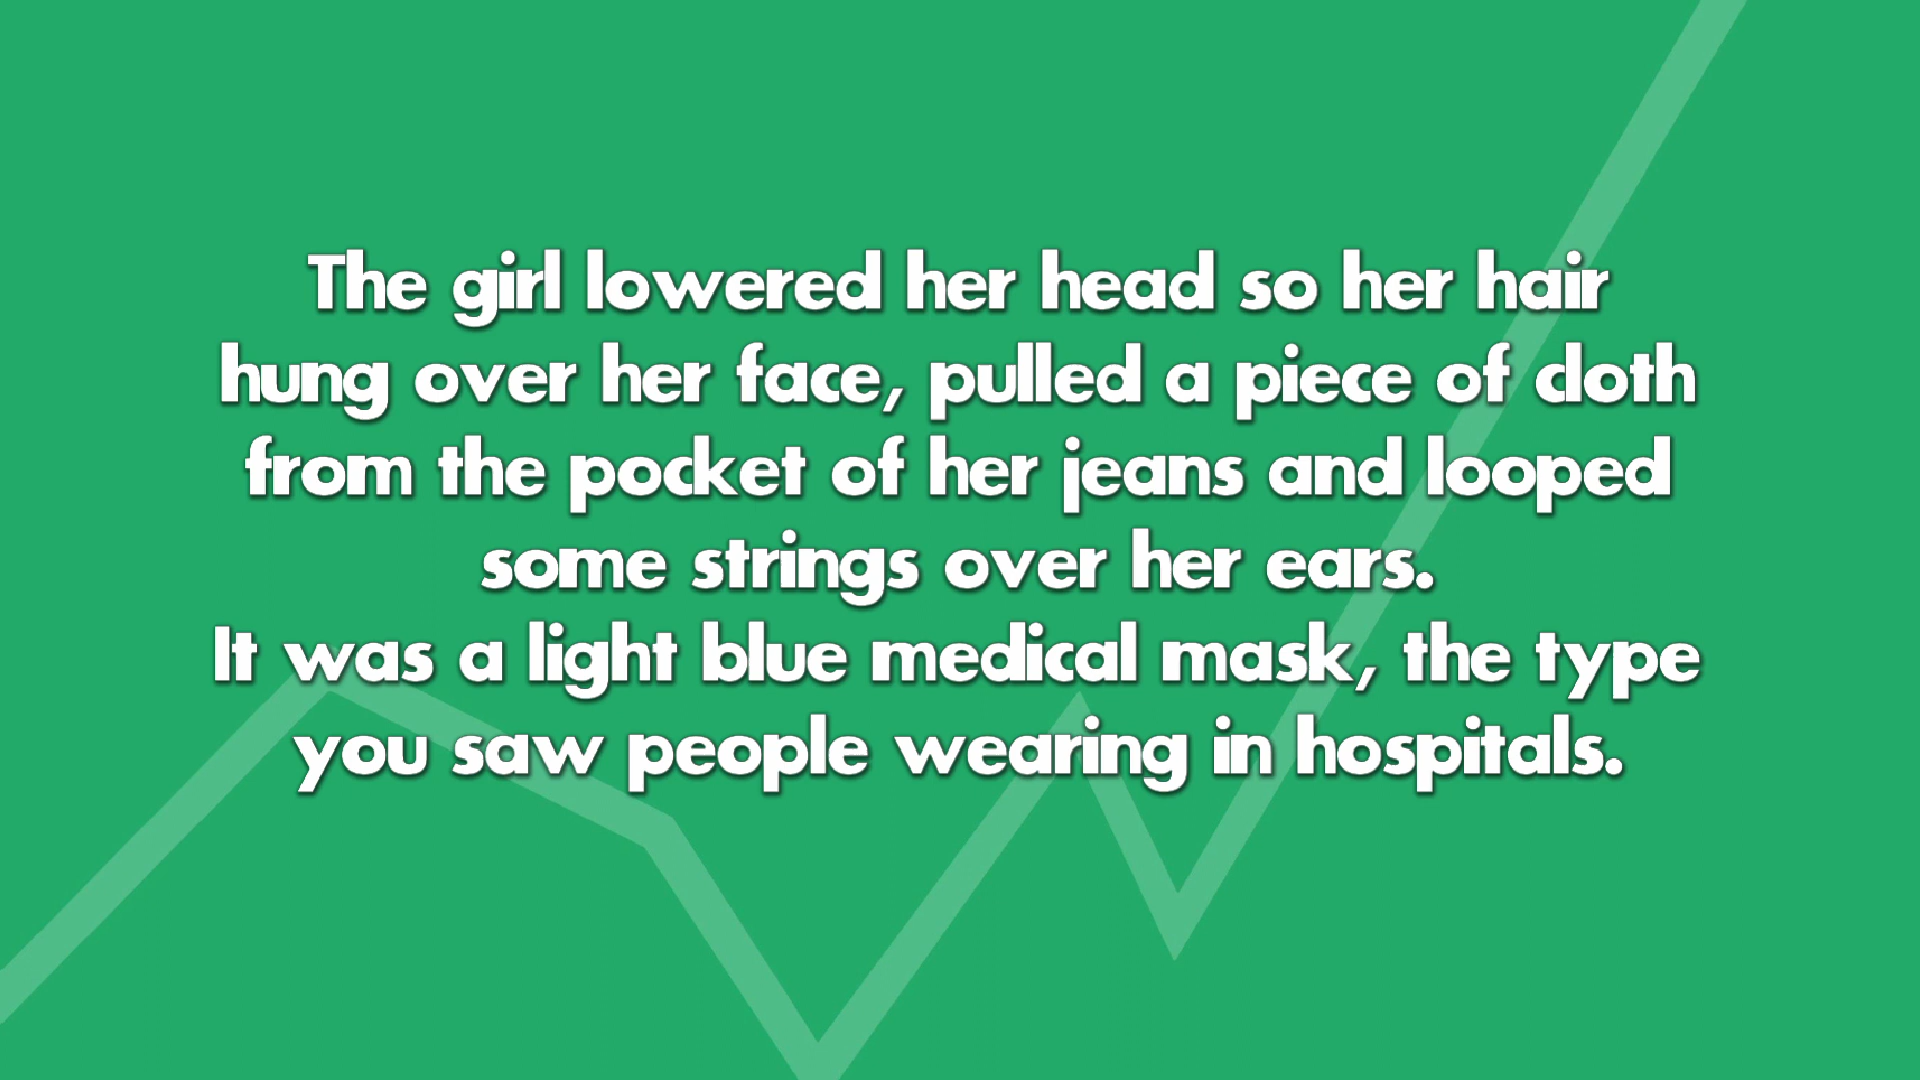 The girl lowered her head so her hair
hung over her face, pulled a piece of cloth
from the pocket of her jeans and looped
some strings over her ears.
It was a light blue medical mask, the type
you saw people wearing in hospitals.